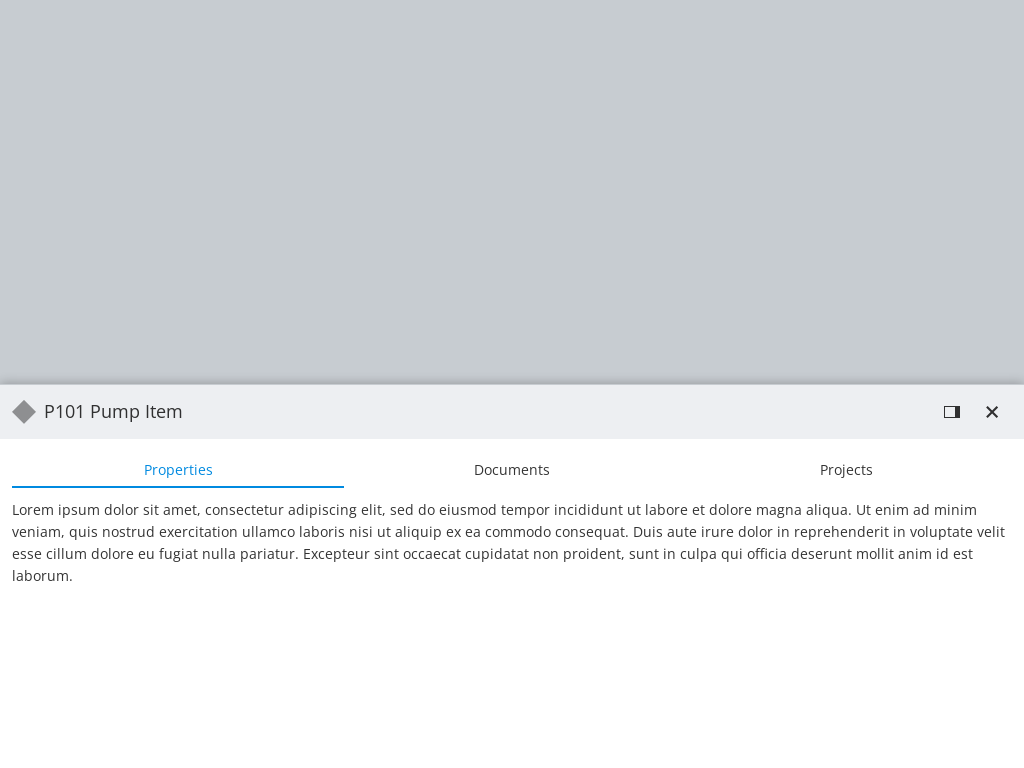 P101 Pump Item
Properties Documents Projects
Lorem ipsum dolor sit amet, consectetur adipiscing elit, sed do eiusmod tempor incididunt ut labore et dolore magna aliqua. Ut enim ad minim
veniam, quis nostrud exercitation ullamco laboris nisi ut aliquip ex ea commodo consequat. Duis aute irure dolor in reprehenderit in voluptate velit
esse cillum dolore eu fugiat nulla pariatur. Excepteur sint occaecat cupidatat non proident, sunt in culpa qui officia deserunt mollit anim id est
laborum.